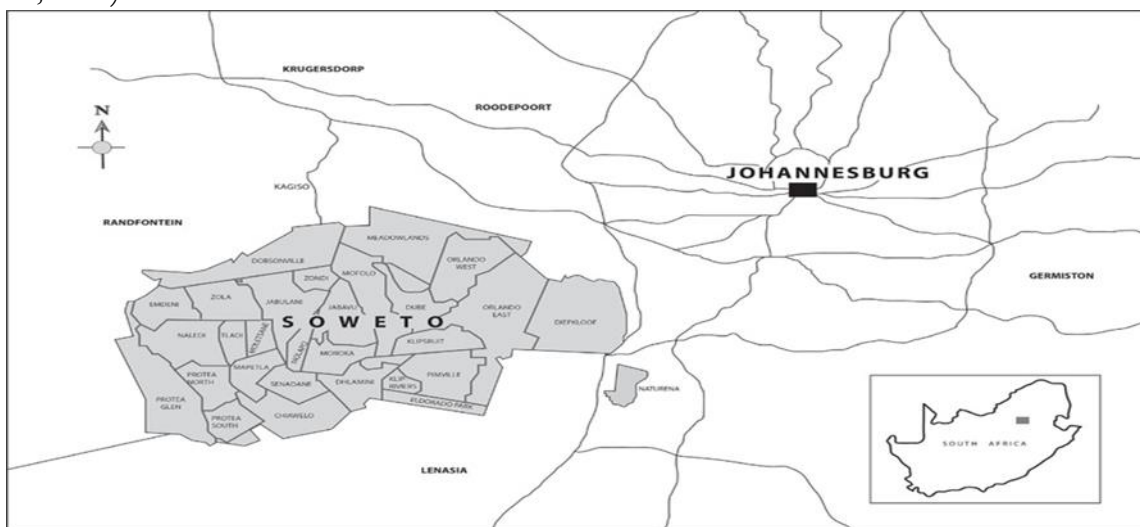 KRUGERSDORP
ROODEPOORT
N
JOHANNESBURG
KAGISO
RANDFONTEIN
MEADOWLANDS
ORLANDO
WEST
DOBSONVILLE
MOFOLO
ZONDI
GERMISTON
EMDENI
ZOLA
JABULANI
JABAVU
DUBE
ORLANDO
EAST
DIEPKLOOF
SOWETO
NALEDI
TLADI
MOLETSANE
KLIPSRUIT
MOROKA
PROTEA
NORTH
MAPETLA
SENAOANE
DHLAMINI
KLIP
RIVIERS
PIMVILLE
NATURENA
PROTEA
GLEN
PROTEA
SOUTH
CHIAWELO
ELDORADO PARK
SOUTH AFRICA
LENASIA